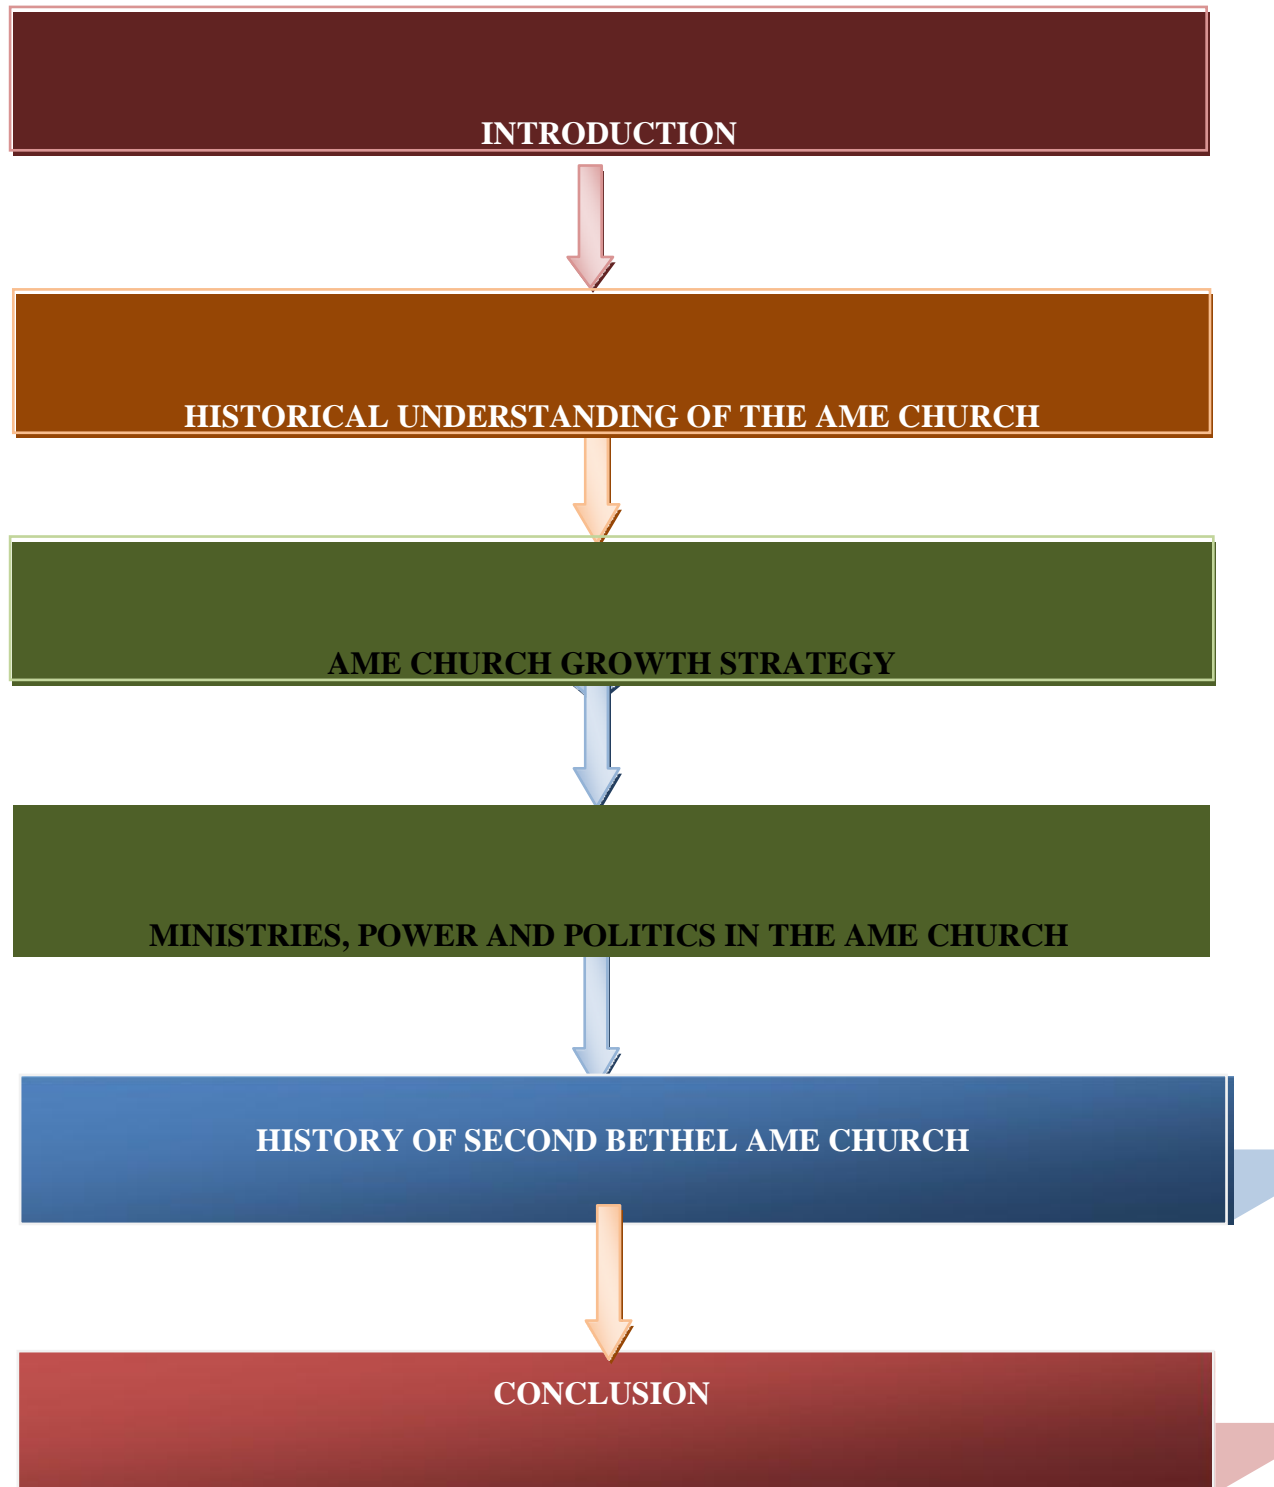 INTRODUCTION
HISTORICAL UNDERSTANDING OF THE AME CHURCH
AME CHURCH GROWTH STRATEGY
MINISTRIES, POWER AND POLITICS IN THE AME CHURCH
HISTORY OF SECOND BETHEL AME CHURCH
CONCLUSION